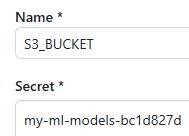 Name *
S3_BUCKET
Secret *
my-ml-models-bc1d827d